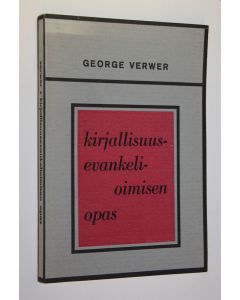 GEORGE VERWER
kirjallisuus-
evankeli-
oimisen
opas